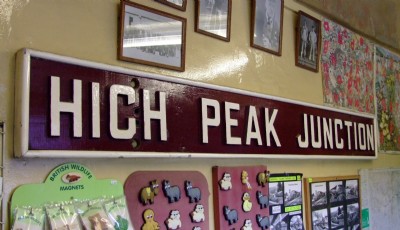 HIGH PEAK JUNCTION
BRITISH WILDLIFE
MAGNETS